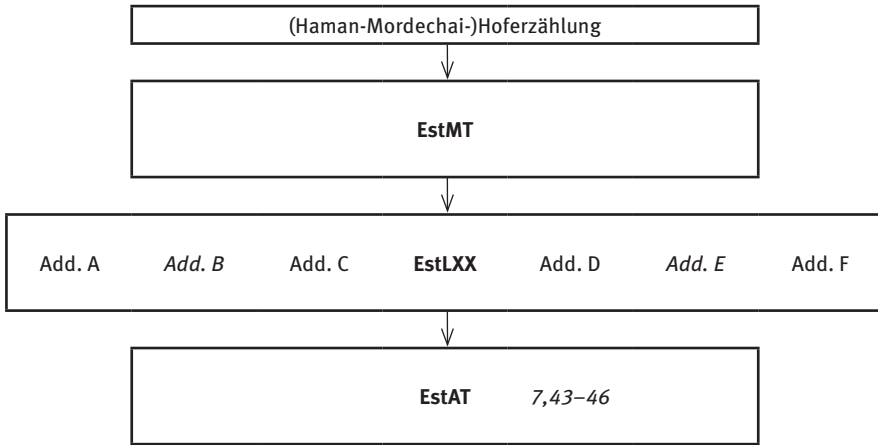 (Haman-Mordechai-)Hoferzählung
EstMT
Add. A Add. B Add. C EstLXX Add. D Add. E Add. F
EstAT 7,43–46